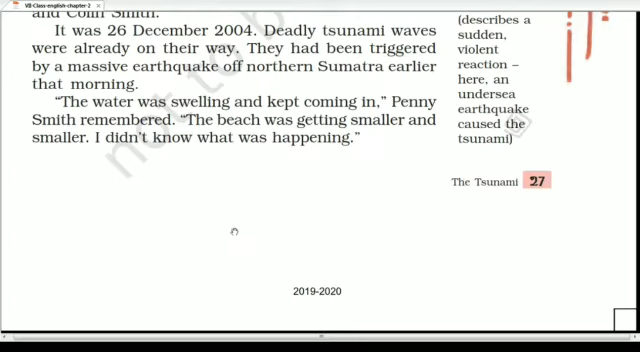 VIII-Class-english-chapter-2
and Colin Smith.
It was 26 December 2004. Deadly tsunami waves
were already on their way. They had been triggered
by a massive earthquake off northern Sumatra earlier
that morning.
“The water was swelling and kept coming in,” Penny
Smith remembered. “The beach was getting smaller and
smaller. I didn’t know what was happening.”
(describes a
sudden,
violent
reaction –
here, an
undersea
earthquake
caused the
tsunami)
The Tsunami 27
not to b
2019-2020